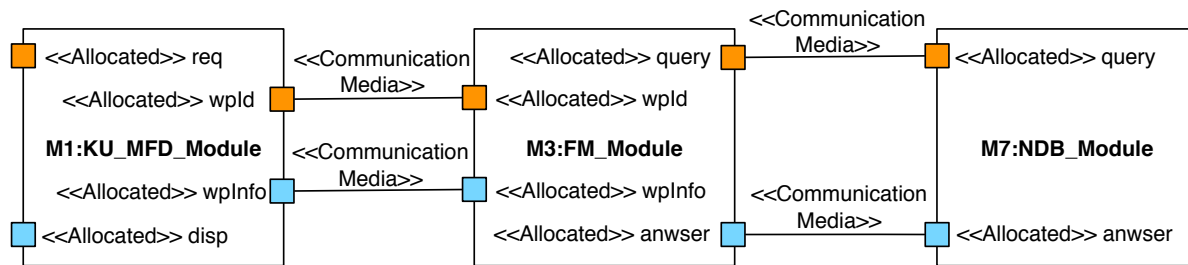 <<Allocated>> req
<<Allocated>> wpId
M1:KU_MFD_Module
<<Allocated>> wpInfo
<<Allocated>> disp
<<Communication
Media>>
<<Communication
Media>>
<<Allocated>> query
<<Allocated>> wpId
M3:FM_Module
<<Allocated>> wpInfo
<<Allocated>> anwser
<<Communication
Media>>
<<Communication
Media>>
<<Allocated>> query
M7:NDB_Module
<<Allocated>> anwser